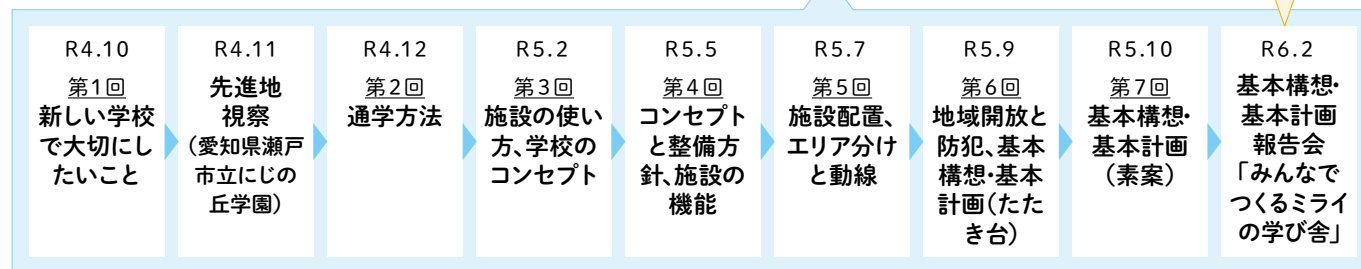 R4.10
第1回
新しい学校
で大切にし
たいこと
R4.11
先進地
視察
(愛知県瀬戸
市立にじの
丘学園)
R4.12
第2回
通学方法
R5.2
第3回
施設の使い
方、学校の
コンセプト
R5.5
第4回
コンセプト
と整備方
針、施設の
機能
R5.7
第5回
施設配置、
エリア分け
と動線
R5.9
第6回
地域開放と
防犯、基本
構想・基本
計画(たた
き台)
R5.10
第7回
基本構想・
基本計画
(素案)
R6.2
基本構想・
基本計画
報告会
「みんなで
つくるミライ
の学び舎」